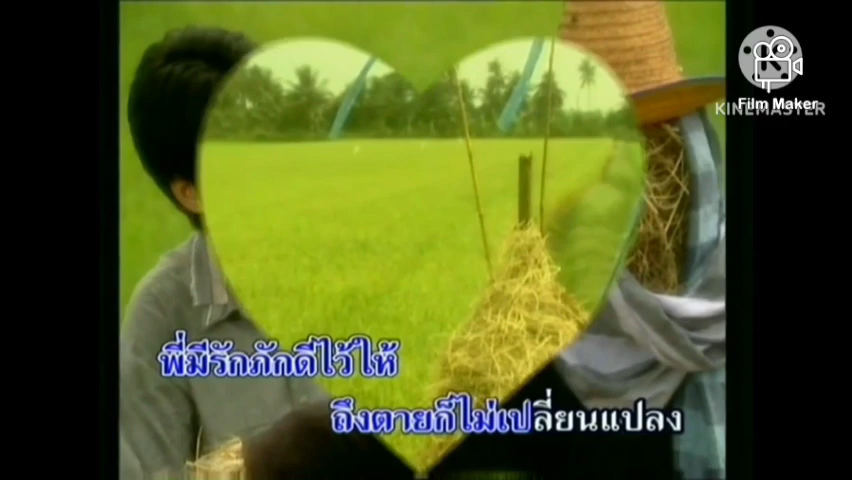 Film Maker
KINEMASTER
พี่มีรักภักดีไว้ให้
ถึงตายก็ไม่เปลี่ยนแปลง